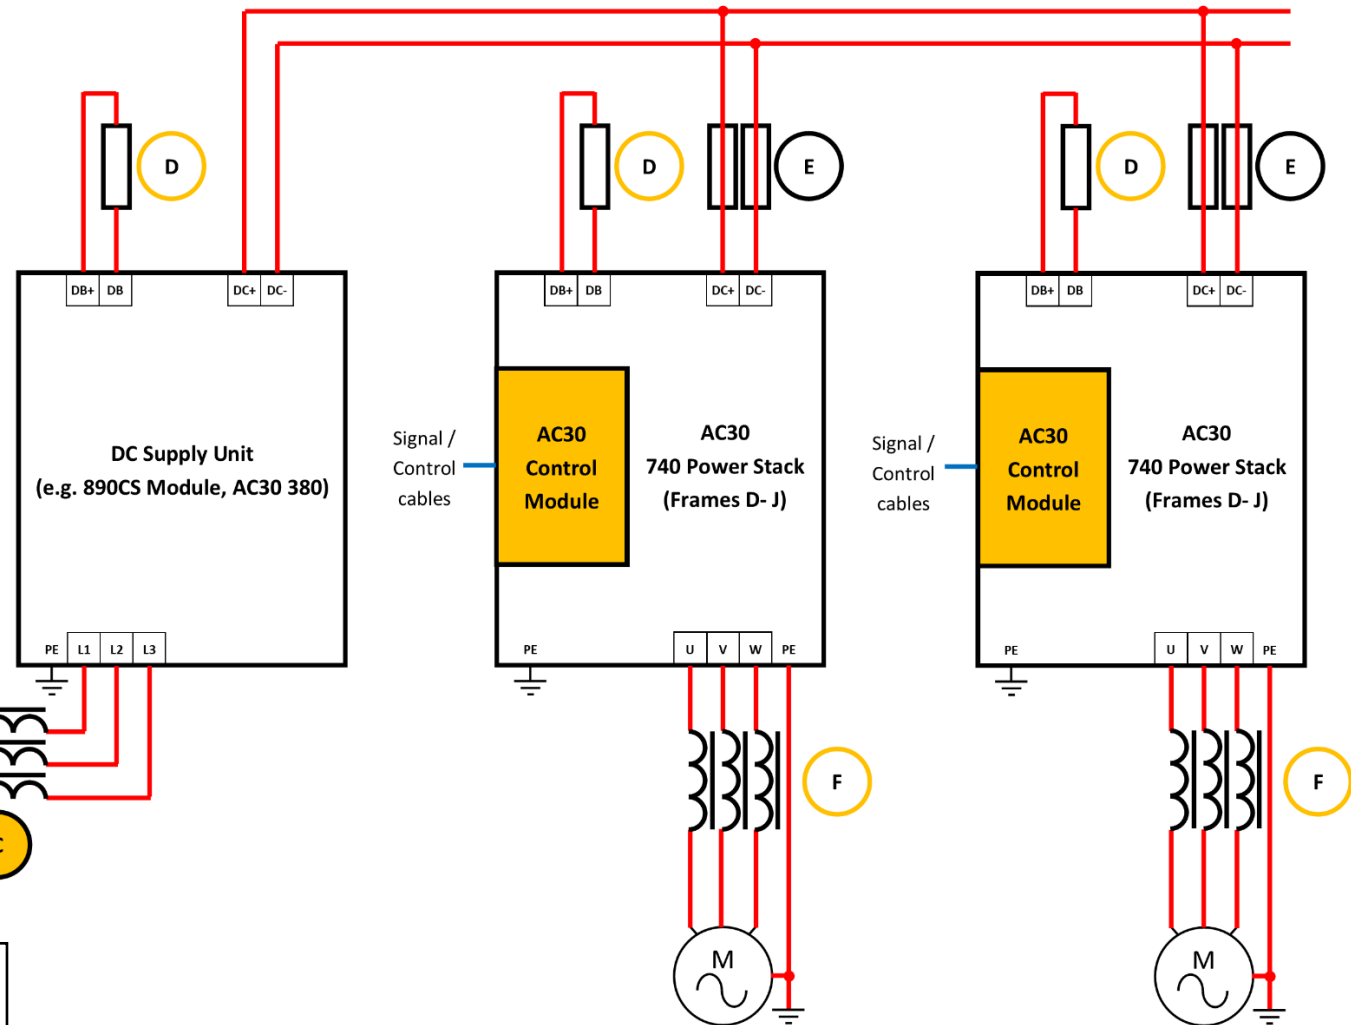 D
D
E
D
E
DB+ DB
DC+ DC-
DB+ DB
DC+ DC-
DB+ DB
DC+ DC-
DC Supply Unit
(e.g. 890CS Module, AC30 380)
Signal /
Control
cables
AC30
Control
Module
AC30
740 Power Stack
(Frames D- J)
Signal /
Control
cables
AC30
Control
Module
AC30
740 Power Stack
(Frames D- J)
PE L1 L2 L3
PE
U V W PE
PE
U V W PE
F
F
C
M
M